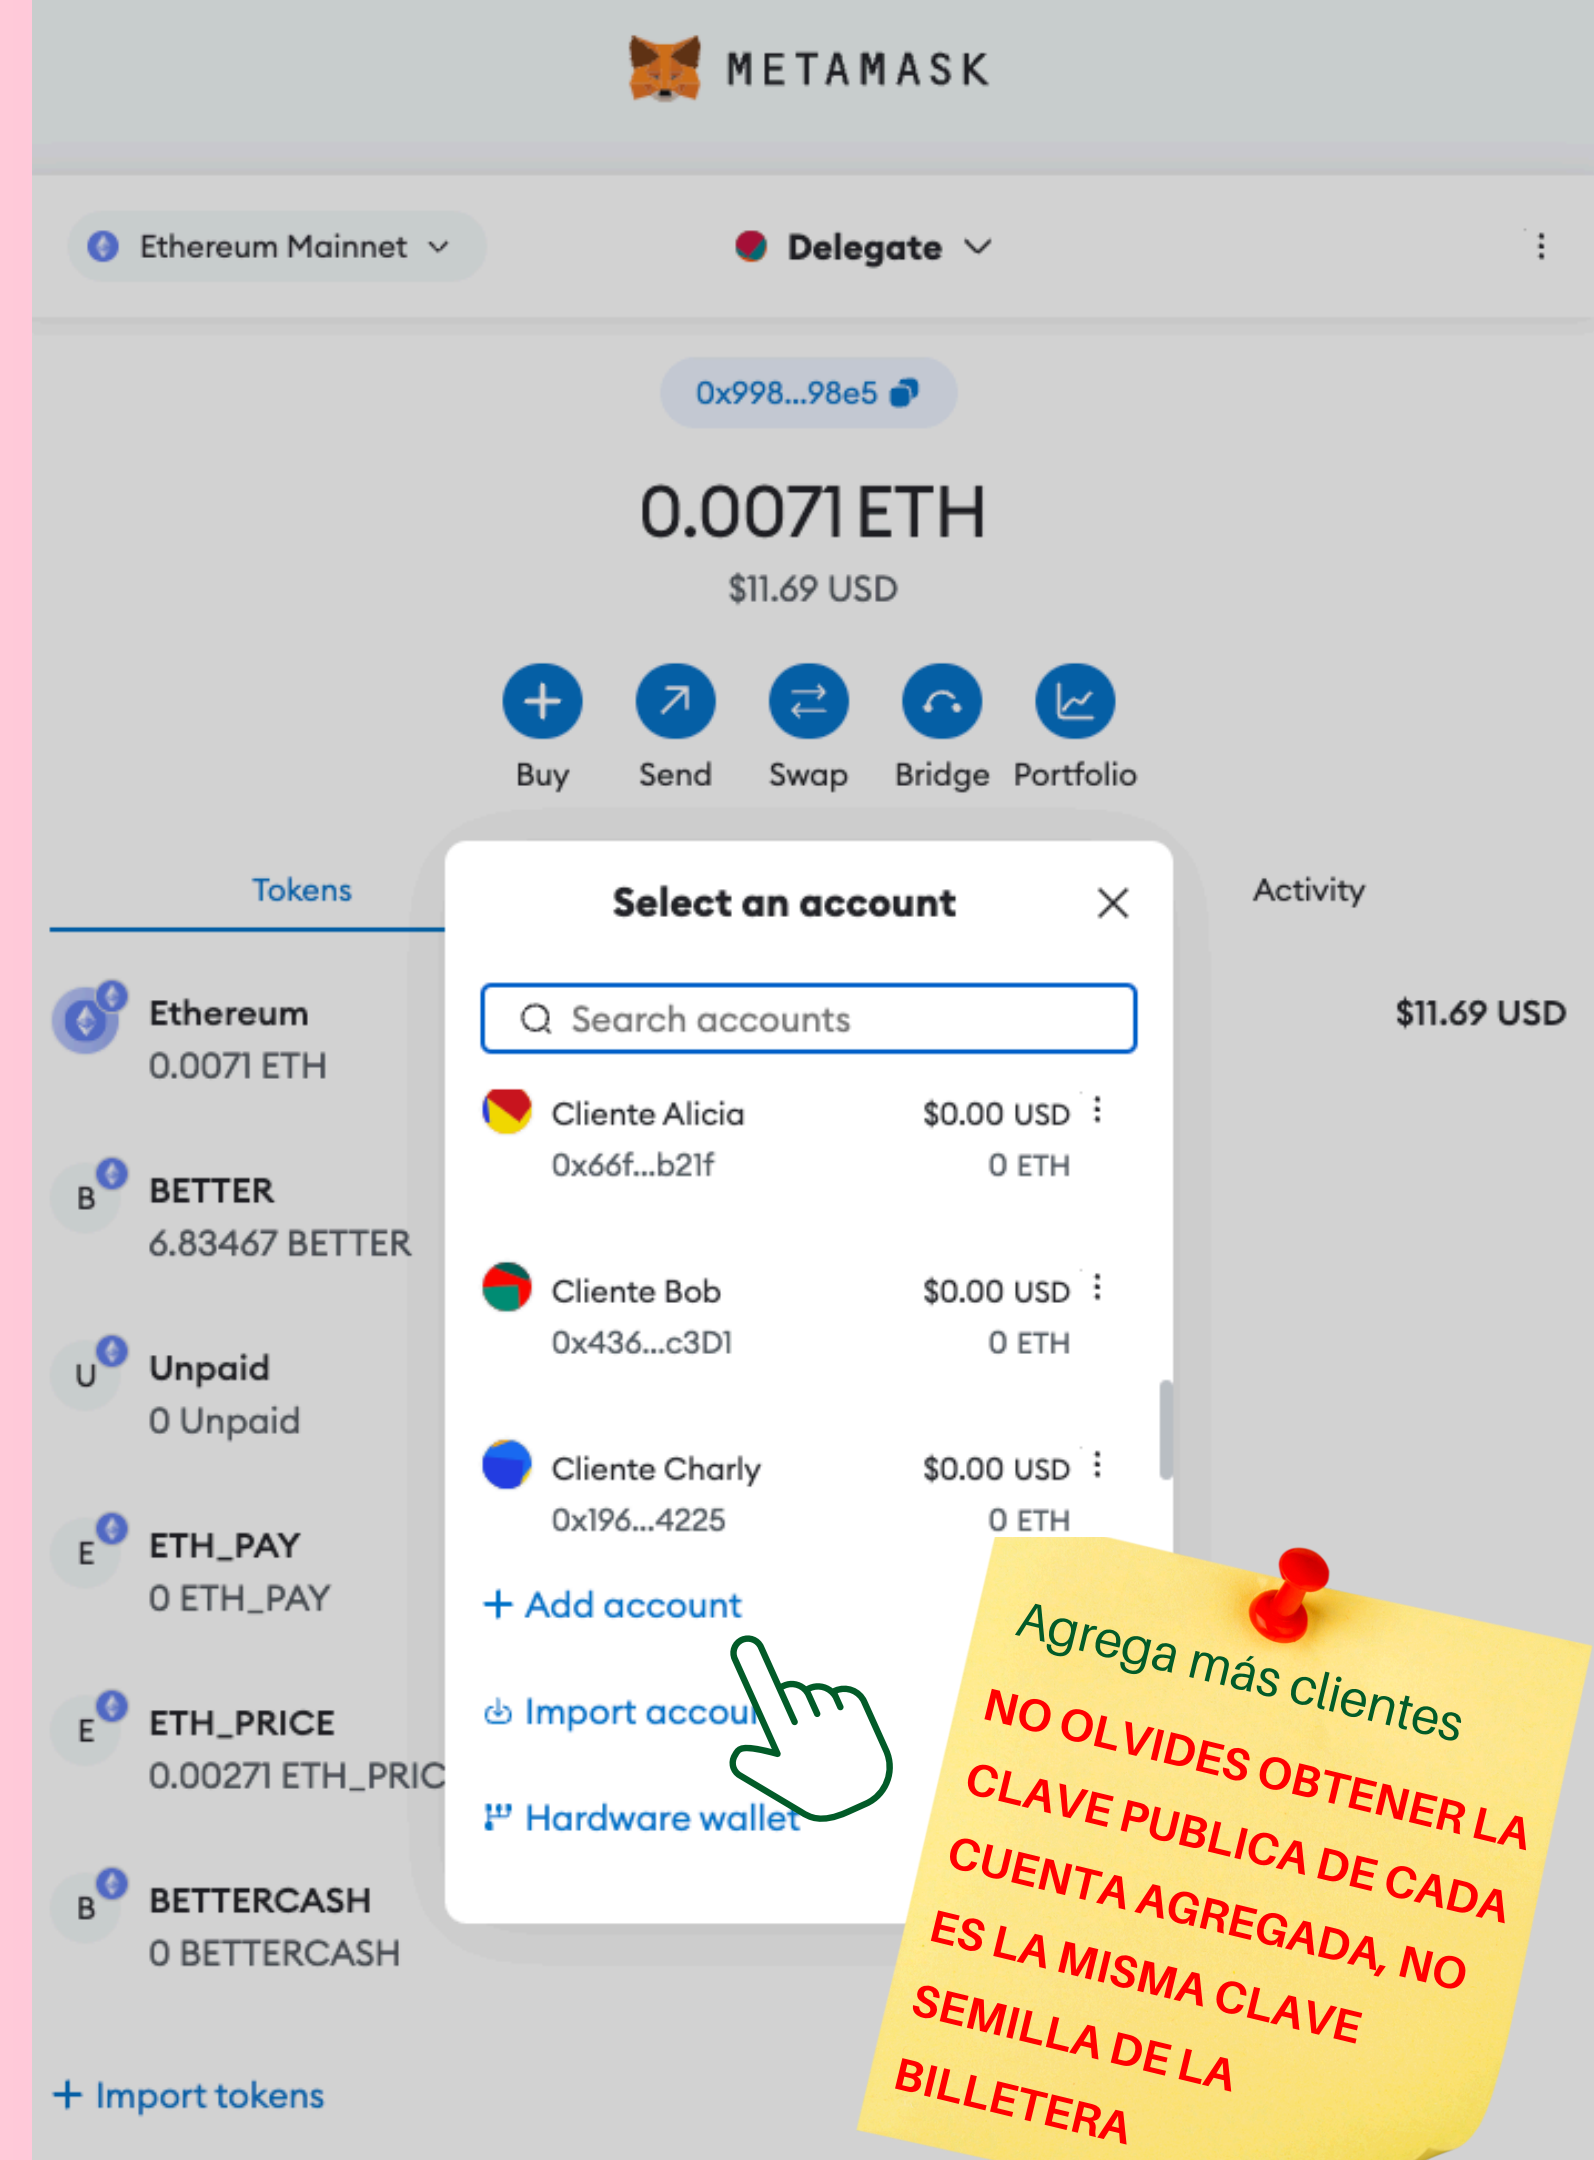 METAMASK
Ethereum Mainnet
Delegate
0x998...98e5
0.0071 ETH
$11.69 USD
Buy
Send
Swap
Bridge
Portfolio
Tokens
Activity
Ethereum
0.0071 ETH
$11.69 USD
B
BETTER
6.83467 BETTER
U
Unpaid
0 Unpaid
E
ETH_PAY
0 ETH_PAY
E
ETH_PRICE
0.00271 ETH_PRIC
B
BETTERCASH
0 BETTERCASH
+ Import tokens
Select an account
Search accounts
Cliente Alicia
$0.00 USD
0x66f...b21f
0 ETH
Cliente Bob
$0.00 USD
0x436...c3D1
0 ETH
Cliente Charly
$0.00 USD
0x196...4225
0 ETH
+ Add account
Import accou
Hardware wallet
Agrega más clientes
NO OLVIDES OBTENER LA
CLAVE PUBLICA DE CADA
CUENTA AGREGADA, NO
ES LA MISMA CLAVE
SEMILLA DE LA
BILLETERA